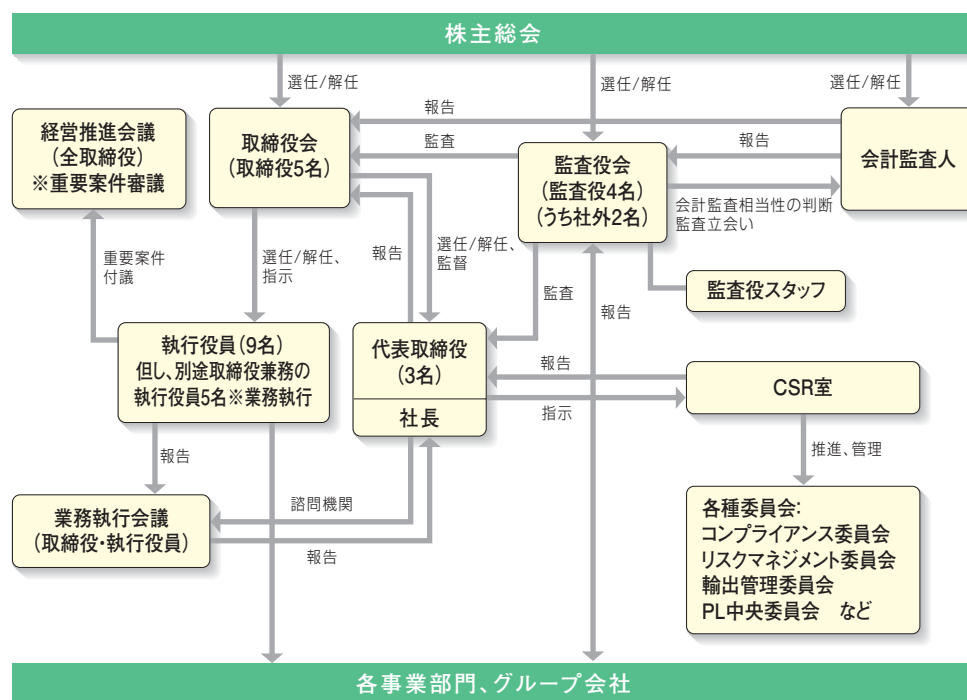 株主総会
選任/解任
選任/解任
選任/解任
経営推進会議
(全取締役)
※重要案件審議
取締役会
(取締役5名)
報告
監査
監査役会
(監査役4名)
(うち社外2名)
報告
会計監査人
会計監査相当性の判断
監査立会い
重要案件
付議
選任/解任、
指示
報告
選任/解任、
監督
監査
報告
監査役スタッフ
執行役員(9名)
但し、別途取締役兼務の
執行役員5名※業務執行
代表取締役
(3名)
社長
報告
指示
CSR室
報告
推進、管理
業務執行会議
(取締役・執行役員)
諮問機関
報告
各種委員会:
コンプライアンス委員会
リスクマネジメント委員会
輸出管理委員会
PL中央委員会 など
各事業部門、グループ会社